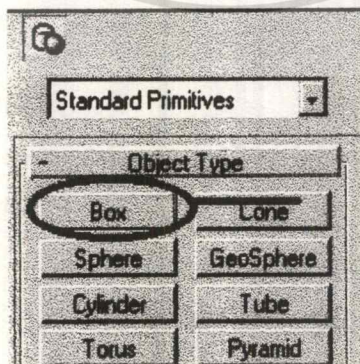 Standard Primitives
- Object Type
Box Cone
Sphere GeoSphere
Cylinder Tube
Torus Pyramid